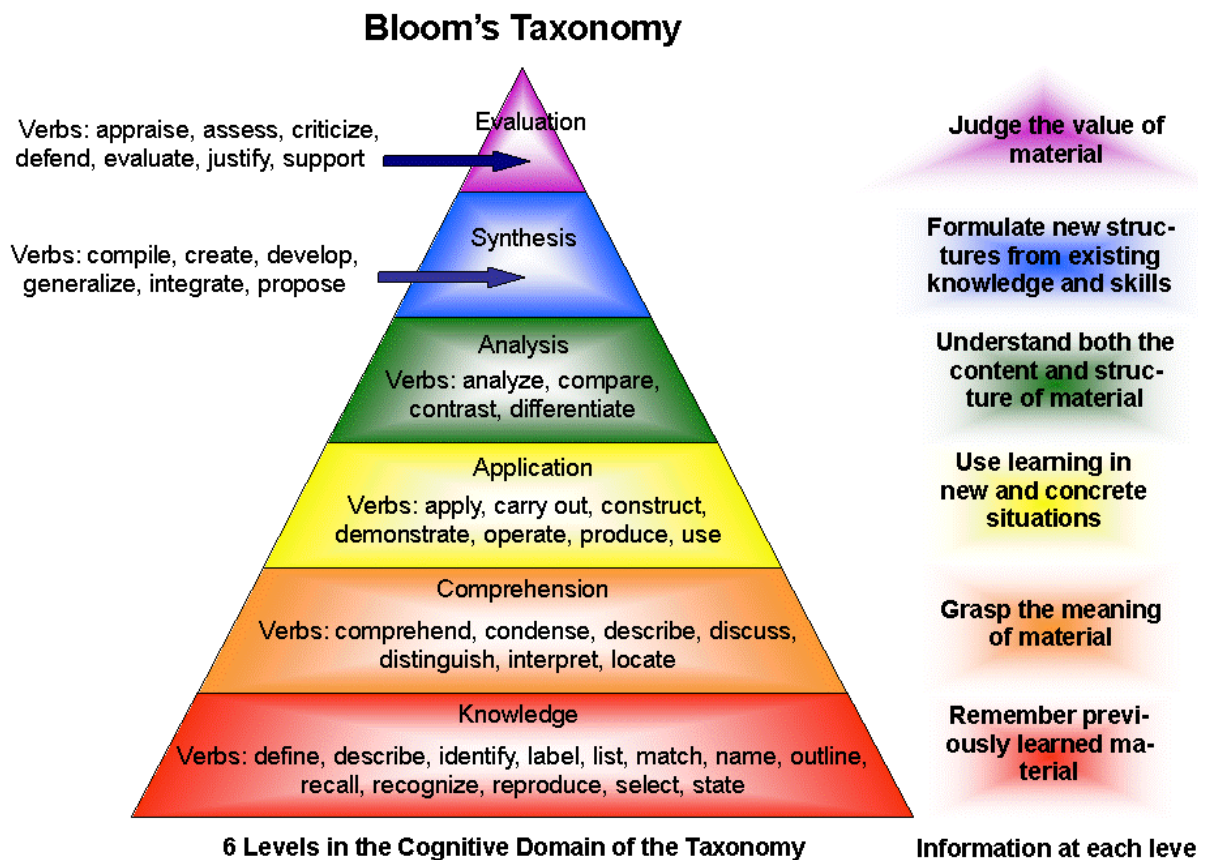 Bloom's Taxonomy
Evaluation
Verbs: appraise, assess, criticize,
defend, evaluate, justify, support
Judge the value of
material
Synthesis
Verbs: compile, create, develop,
generalize, integrate, propose
Formulate new struc-
tures from existing
knowledge and skills
Analysis
Verbs: analyze, compare,
contrast, differentiate
Understand both the
content and struc-
ture of material
Application
Verbs: apply, carry out, construct,
demonstrate, operate, produce, use
Use learning in
new and concrete
situations
Comprehension
Verbs: comprehend, condense, describe, discuss,
distinguish, interpret, locate
Grasp the meaning
of material
Knowledge
Verbs: define, describe, identify, label, list, match, name, outline,
recall, recognize, reproduce, select, state
Remember previ-
ously learned ma-
terial
6 Levels in the Cognitive Domain of the Taxonomy
Information at each leve